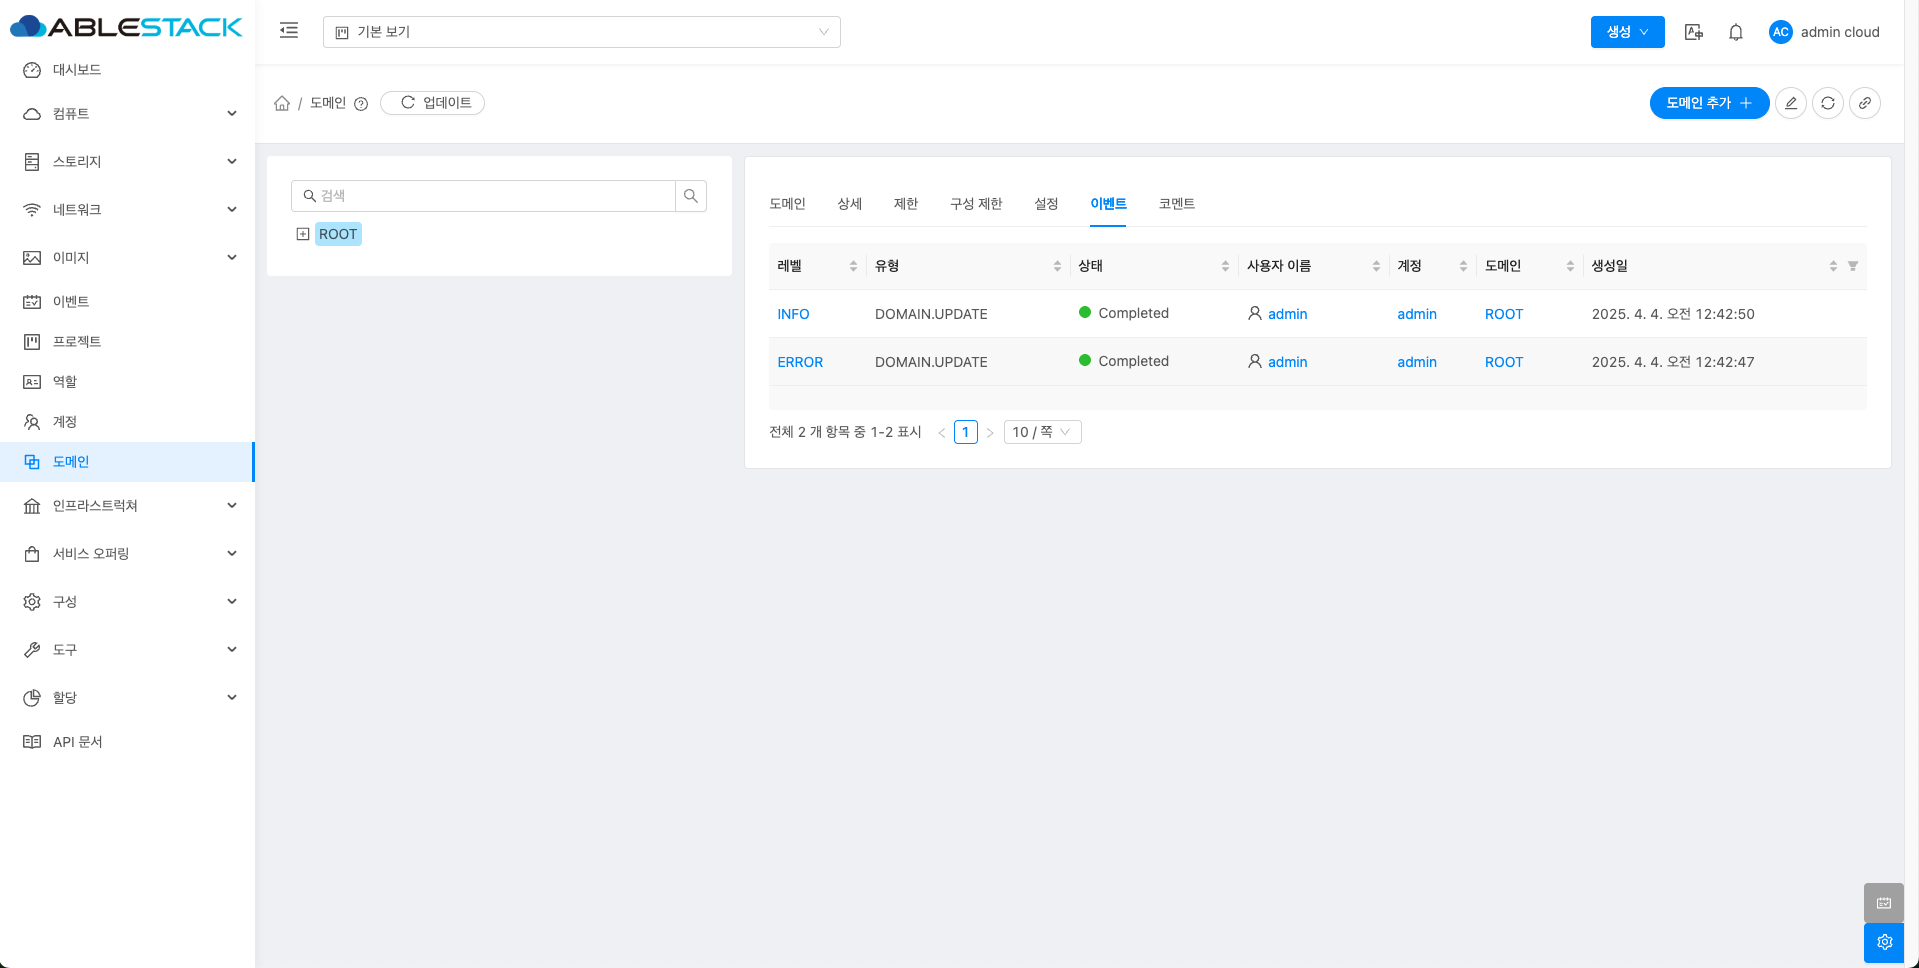 ABLESTACK
기본 보기
생성
AC
admin cloud
대시보드
컴퓨트
스토리지
네트워크
이미지
이벤트
프로젝트
역할
계정
도메인
인프라스트럭쳐
서비스 오퍼링
구성
도구
할당
API 문서
/ 도메인
업데이트
도메인 추가
검색
ROOT
도메인 상세 제한 구성 제한 설정 이벤트 코멘트
레벨 유형 상태 사용자 이름 계정 도메인 생성일
INFO DOMAIN.UPDATE Completed admin admin ROOT 2025. 4. 4. 오전 12:42:50
ERROR DOMAIN.UPDATE Completed admin admin ROOT 2025. 4. 4. 오전 12:42:47
전체 2 개 항목 중 1-2 표시 < 1 > 10 / 쪽